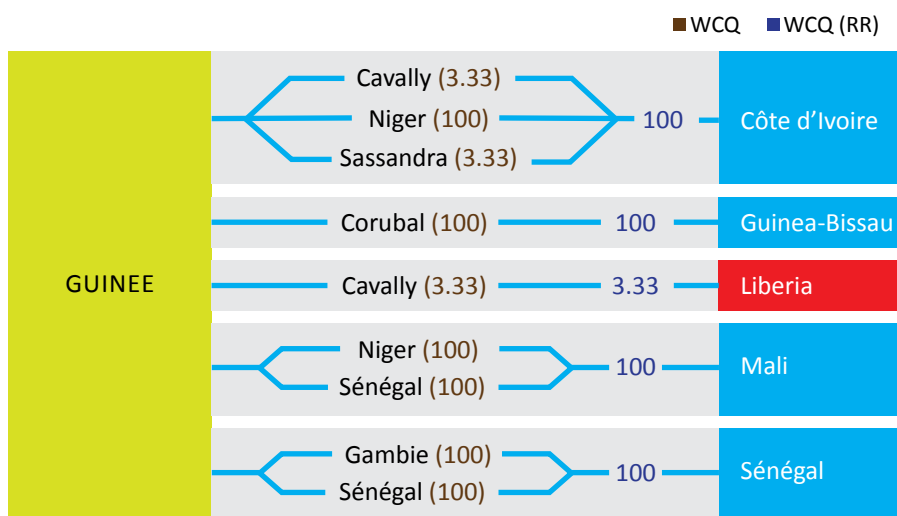 WCQ WCQ (RR)
GUINEE
Cavally (3.33)
Niger (100)
Sassandra (3.33)
100
Côte d’Ivoire
Corubal (100)
100
Guinea-Bissau
Cavally (3.33)
3.33
Liberia
Niger (100)
Sénégal (100)
100
Mali
Gambie (100)
Sénégal (100)
100
Sénégal